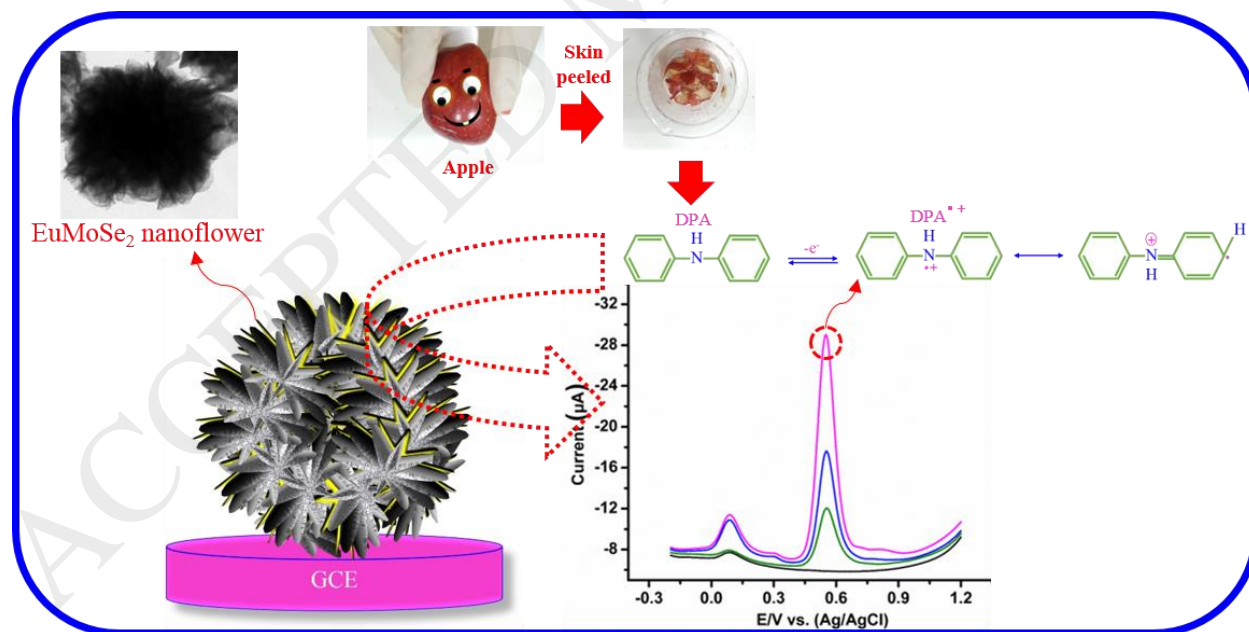 ACCEPTED M
Skin
peeled
Apple
EuMoSe₂ nanoflower
DPA
H
N
-e⁻
DPA▪ +
H
N
•+
⊕
N
H
H
•
Current (µA)
-32
-28
-24
-20
-16
-12
-8
-0.3 0.0 0.3 0.6 0.9 1.2
E/V vs. (Ag/AgCl)
GCE